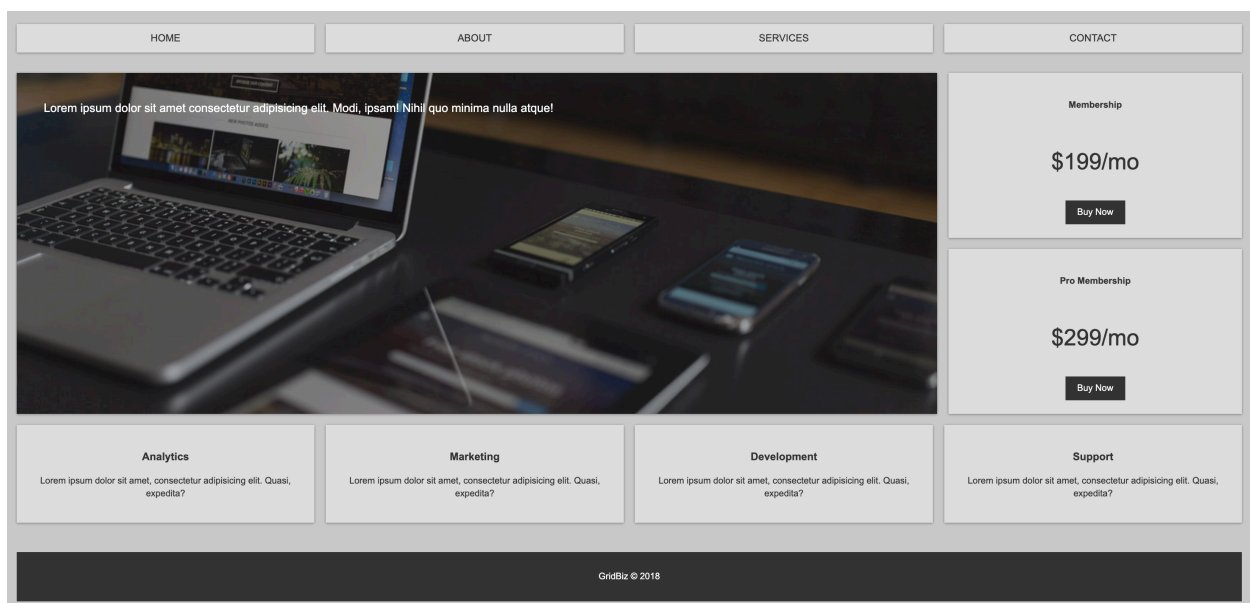 HOME
ABOUT
SERVICES
CONTACT
Lorem ipsum dolor sit amet consectetur adipisicing elit. Modi, ipsam! Nihil quo minima nulla atque!
NEW PHOTOS ADDED
Membership
$199/mo
Buy Now
Pro Membership
$299/mo
Buy Now
Analytics
Lorem ipsum dolor sit amet, consectetur adipisicing elit. Quasi,
expedita?
Marketing
Lorem ipsum dolor sit amet, consectetur adipisicing elit. Quasi,
expedita?
Development
Lorem ipsum dolor sit amet, consectetur adipisicing elit. Quasi,
expedita?
Support
Lorem ipsum dolor sit amet, consectetur adipisicing elit. Quasi,
expedita?
GridBiz © 2018